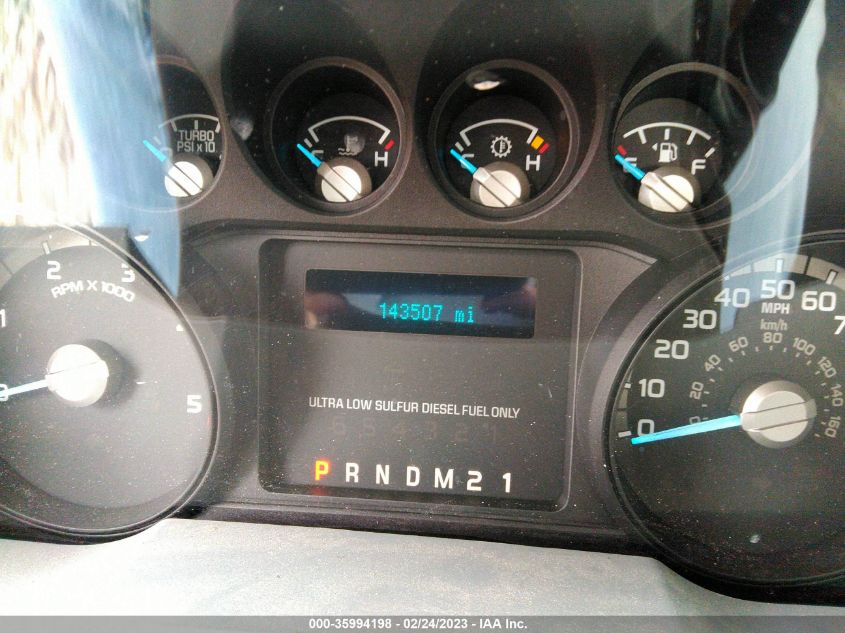 TURBO
PSI x 10
C H
C H
E F
1 2 3 4 5
RPM X 1000
143507 mi
ULTRA LOW SULFUR DIESEL FUEL ONLY
P R N D M 2 1
0 10 20 30 40 50 60 7
MPH
km/h
20 40 60 80 100 120 140 160
000-35994198 - 02/24/2023 - IAA Inc.